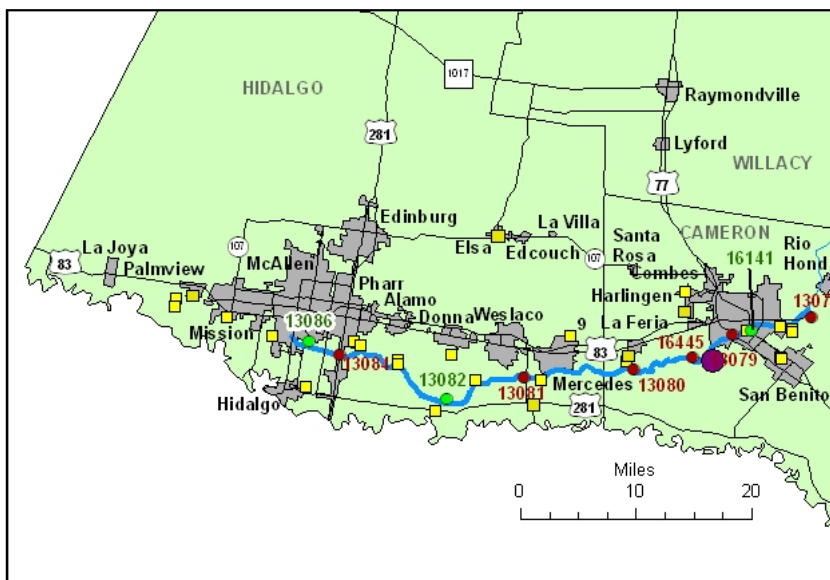 1017
HIDALGO
Raymondville
281
Lyford
WILLACY
77
Edinburg
La Villa
Elsa
Edcouch
107
107
Santa
Rosa
CAMERON
16141
Rio
Hond
La Joya
83
Palmview
McAllen
Combes
Pharr
Harlingen
1307
Alamo
Mission
13086
Donna
Weslaco
9
La Feria
83
16445
13084
13079
13082
13081
Mercedes
13080
Hidalgo
281
San Benito
Miles
0 10 20